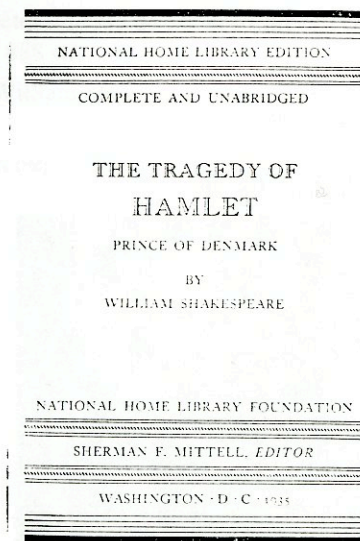 NATIONAL HOME LIBRARY EDITION
COMPLETE AND UNABRIDGED
THE TRAGEDY OF
HAMLET
PRINCE OF DENMARK
BY
WILLIAM SHAKESPEARE
NATIONAL HOME LIBRARY FOUNDATION
SHERMAN F. MITTELL, EDITOR
WASHINGTON · D · C · 1935